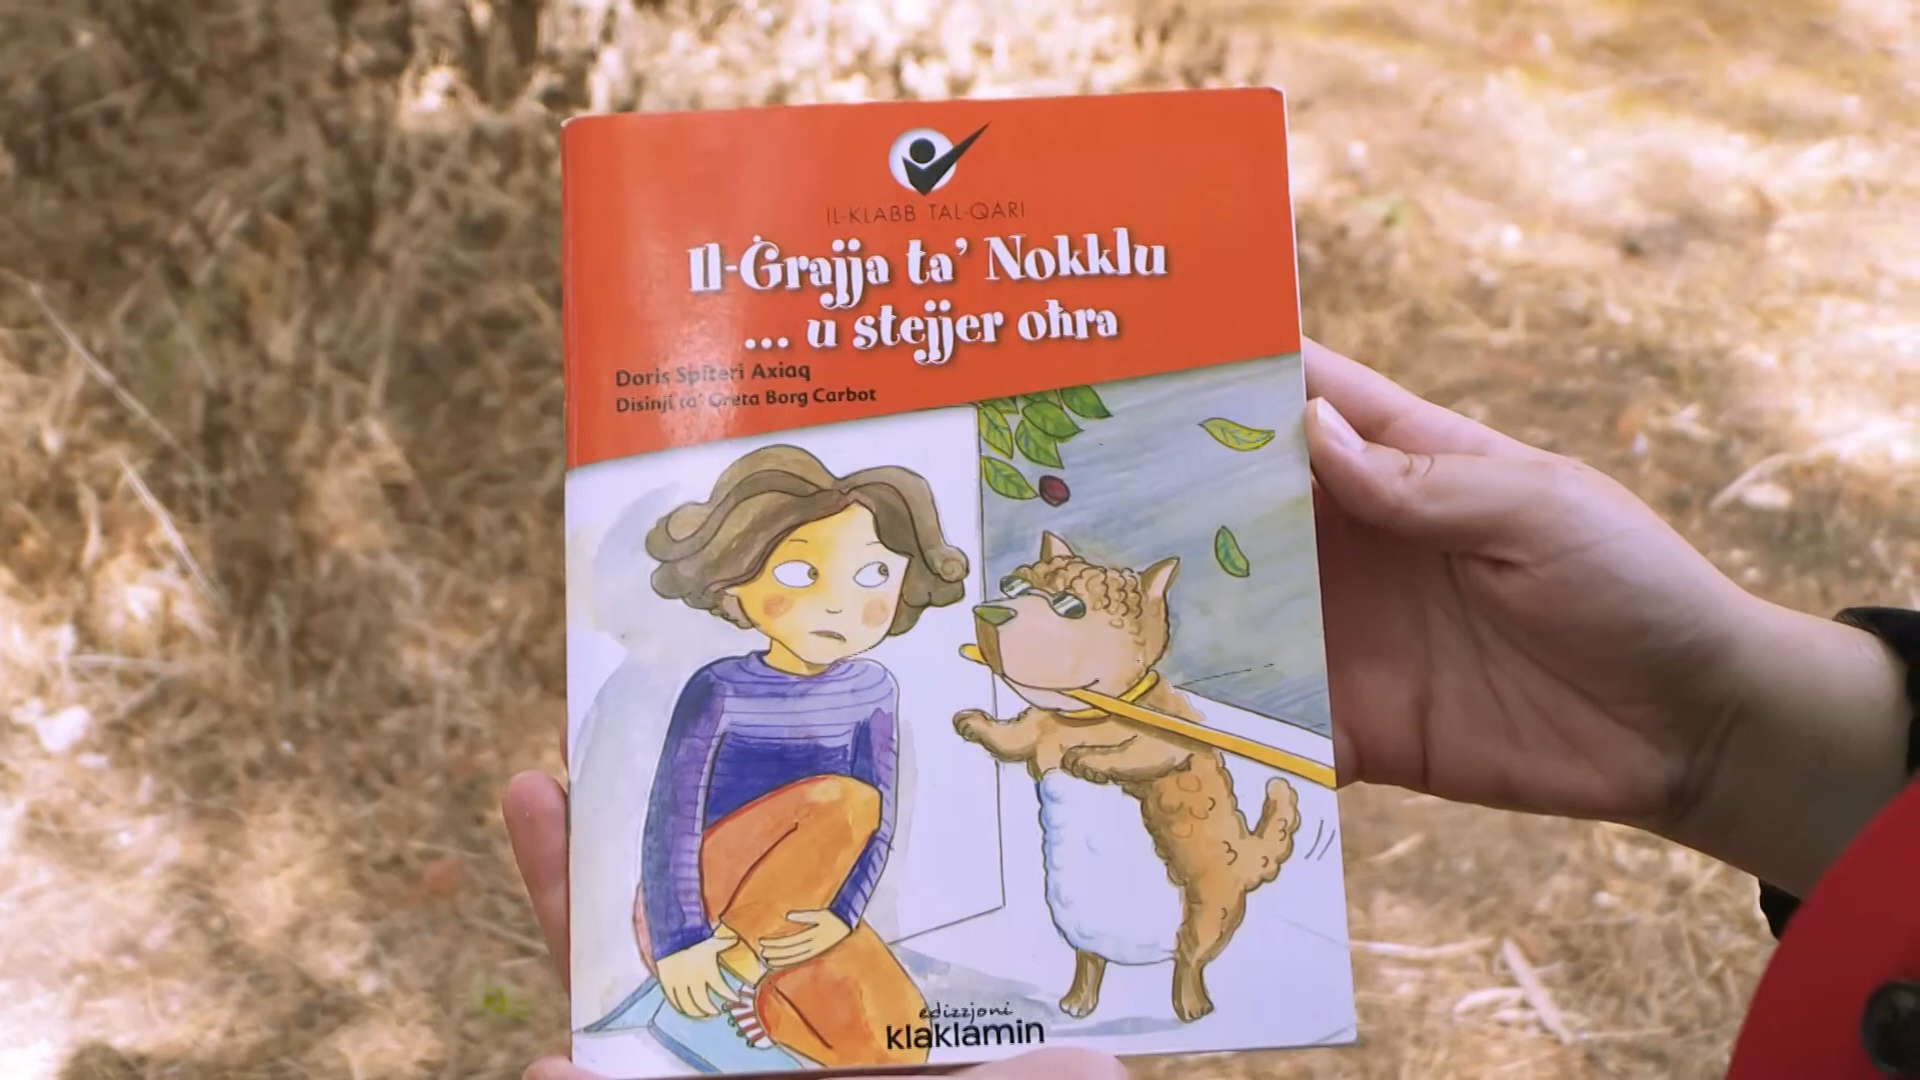 IL-KLABB TAL-QARI
Il-Ġrajja ta' Nokklu
... u stejjer oħra
Doris Spiteri Axiaq
Disinji ta' Greta Borg Carbot
edizzjoni
klaklamin